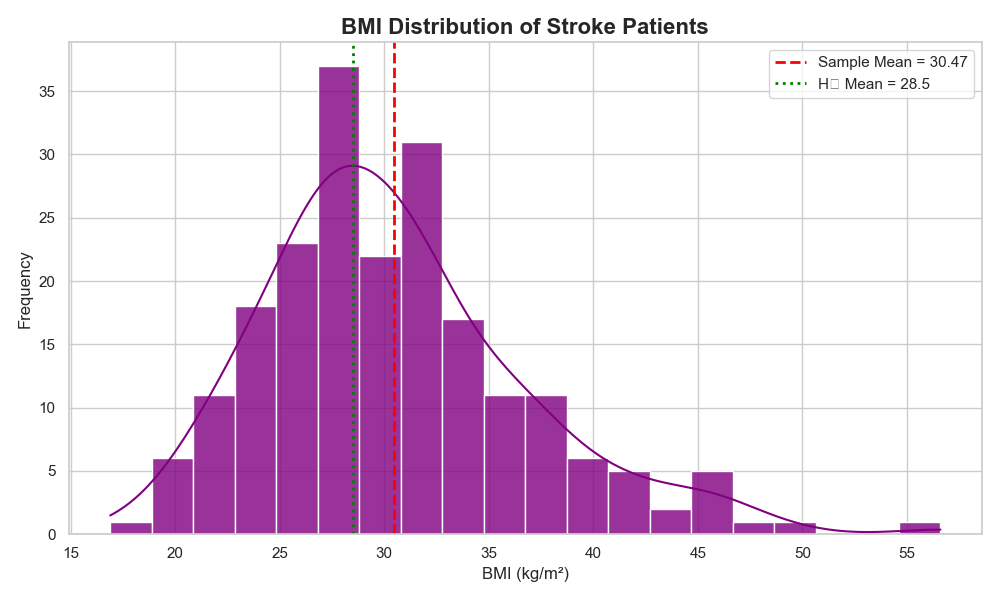 BMI Distribution of Stroke Patients
Sample Mean = 30.47
H▯ Mean = 28.5
Frequency
35
30
25
20
15
10
5
0
15 20 25 30 35 40 45 50 55
BMI (kg/m²)